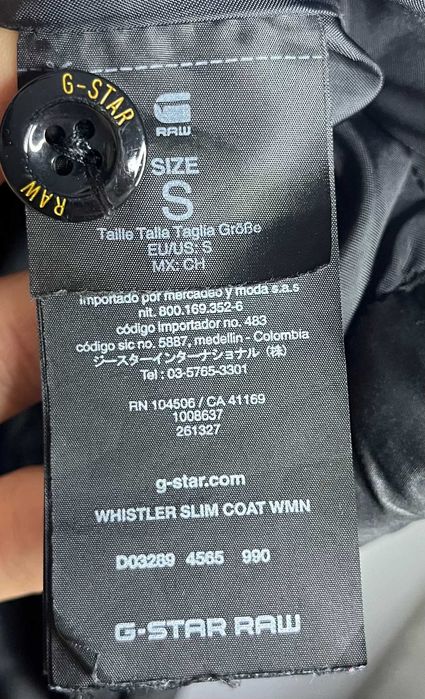 G-STAR
RAW
G
RAW
SIZE
S
Taille Talla Taglia Größe
EU/US: S
MX: CH
importado por mercadeo y moda s.a.s
nit. 800.169.352-6
código importador no. 483
código sic no. 5887, medellin - Colombia
ジースターインターナショナル（株）
Tel : 03-5765-3301
RN 104506 / CA 41169
1008637
261327
g-star.com
WHISTLER SLIM COAT WMN
D03289 4565 990
G-STAR RAW